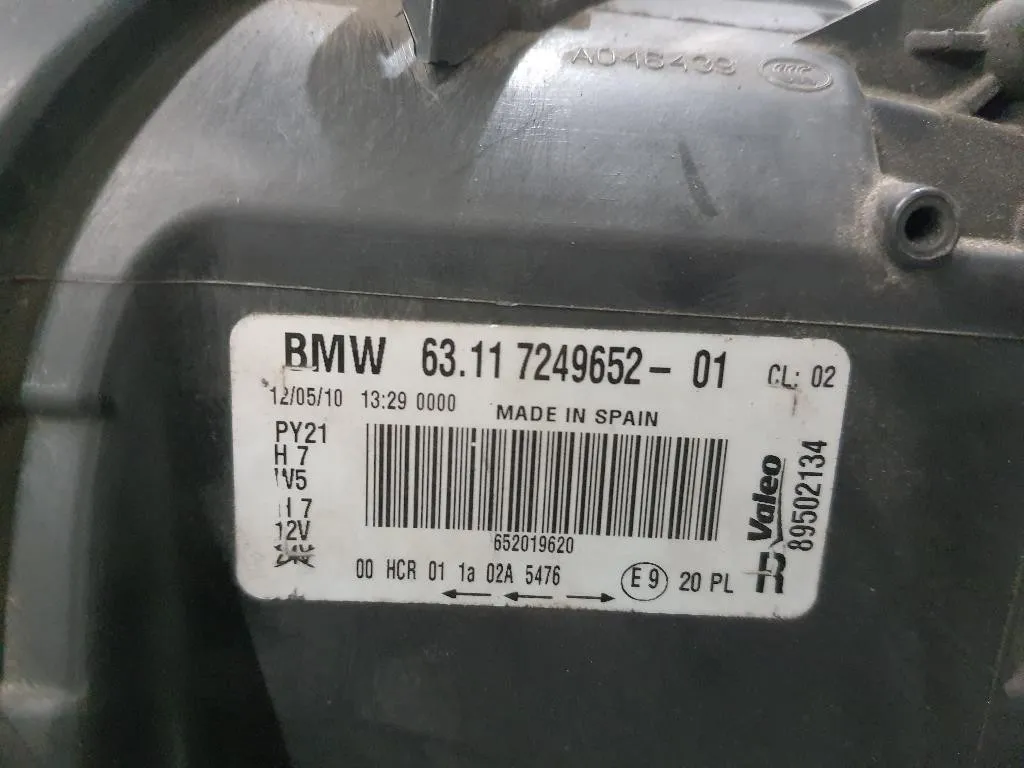 A046439
BMW 63.11 7249652- 01 CL: 02
12/05/10 13:29 0000 MADE IN SPAIN
PY21
H 7
W5
H 7
12V
652019620
00 HCR 01 1a 02A 5476 E 9 20 PL
Valeo
89502134
R